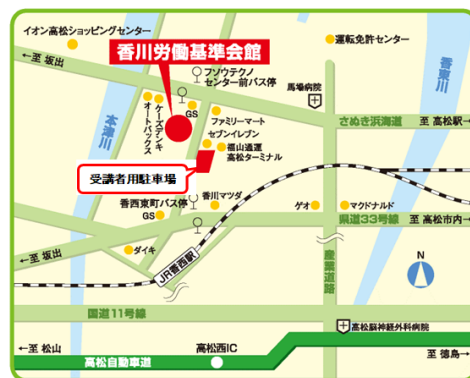 イオン高松ショッピングセンター
運転免許センター
香東川
←至 坂出
香川労働基準会館
フソウテクノ
センター前バス停
馬場病院
本津川
オートバックス
ケーズデンキ
GS
ファミリーマート
さぬき浜海道
至 高松駅→
セブンイレブン
福山通運
高松ターミナル
受講者用駐車場
香西東町バス停
GS
香川マツダ
ゲオ
マクドナルド
県道33号線
至 高松市内→
←至 坂出
ダイキ
JR香西駅
産業道路
N
国道11号線
高松脳神経外科病院
←至 松山
高松西IC
至 徳島→
高松自動車道